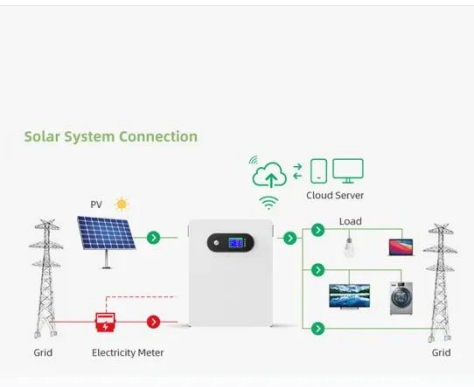 Solar System Connection
Cloud Server
PV
Load
Grid
Electricity Meter
Grid